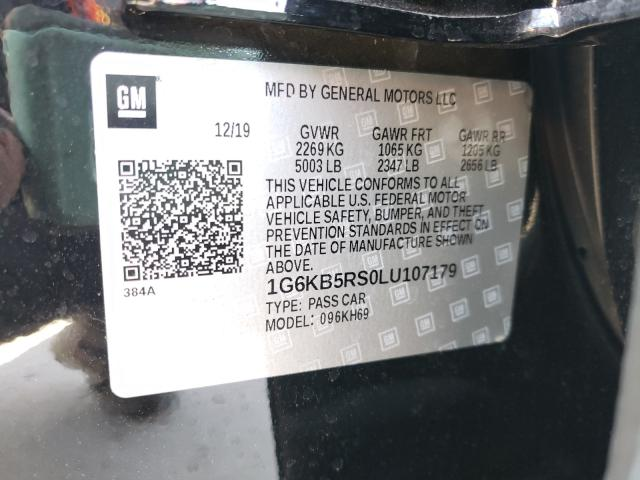 GM
MFD BY GENERAL MOTORS LLC
12/19 GVWR GAWR FRT GAWR RR
2269 KG 1065 KG 1205 KG
5003 LB 2347 LB 2656 LB
THIS VEHICLE CONFORMS TO ALL
APPLICABLE U.S. FEDERAL MOTOR
VEHICLE SAFETY, BUMPER, AND THEFT
PREVENTION STANDARDS IN EFFECT ON
THE DATE OF MANUFACTURE SHOWN
ABOVE.
384A
1G6KB5RS0LU107179
TYPE: PASS CAR
MODEL: 096KH69